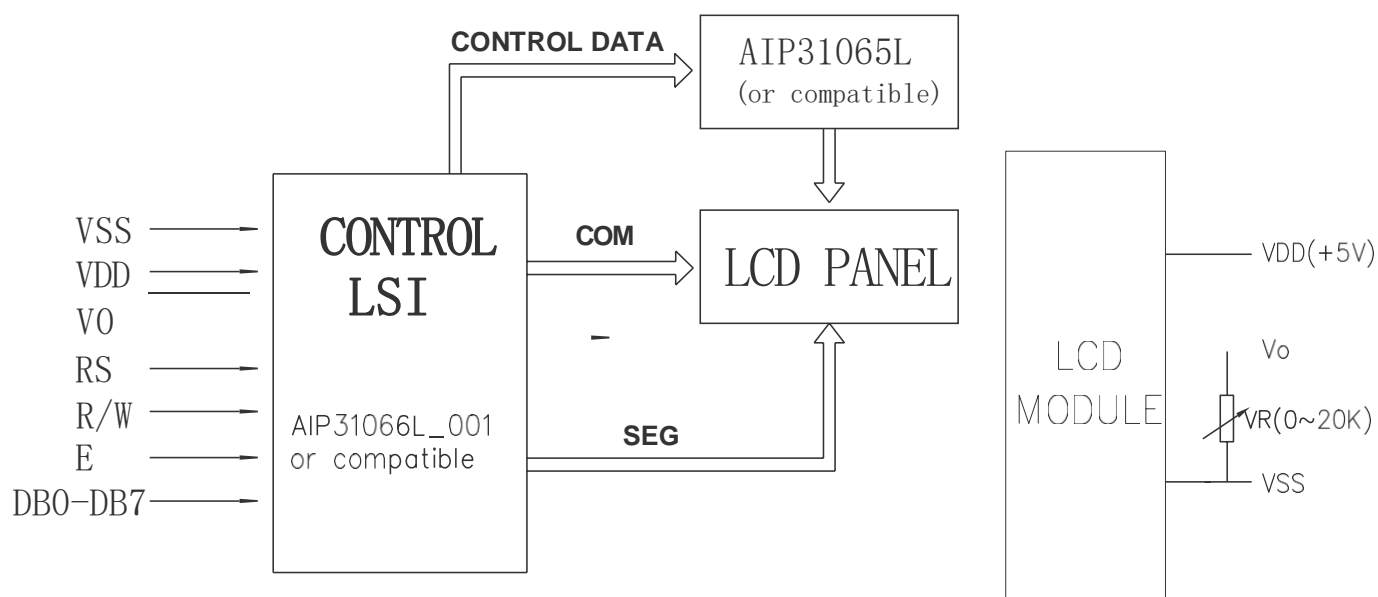 CONTROL DATA
AIP31065L
(or compatible)
VSS
VDD
VO
RS
R/W
E
DB0-DB7
CONTROL
LSI
AIP31066L_001
or compatible
COM
SEG
LCD PANEL
LCD
MODULE
VDD(+5V)
Vo
VR(0~20K)
VSS